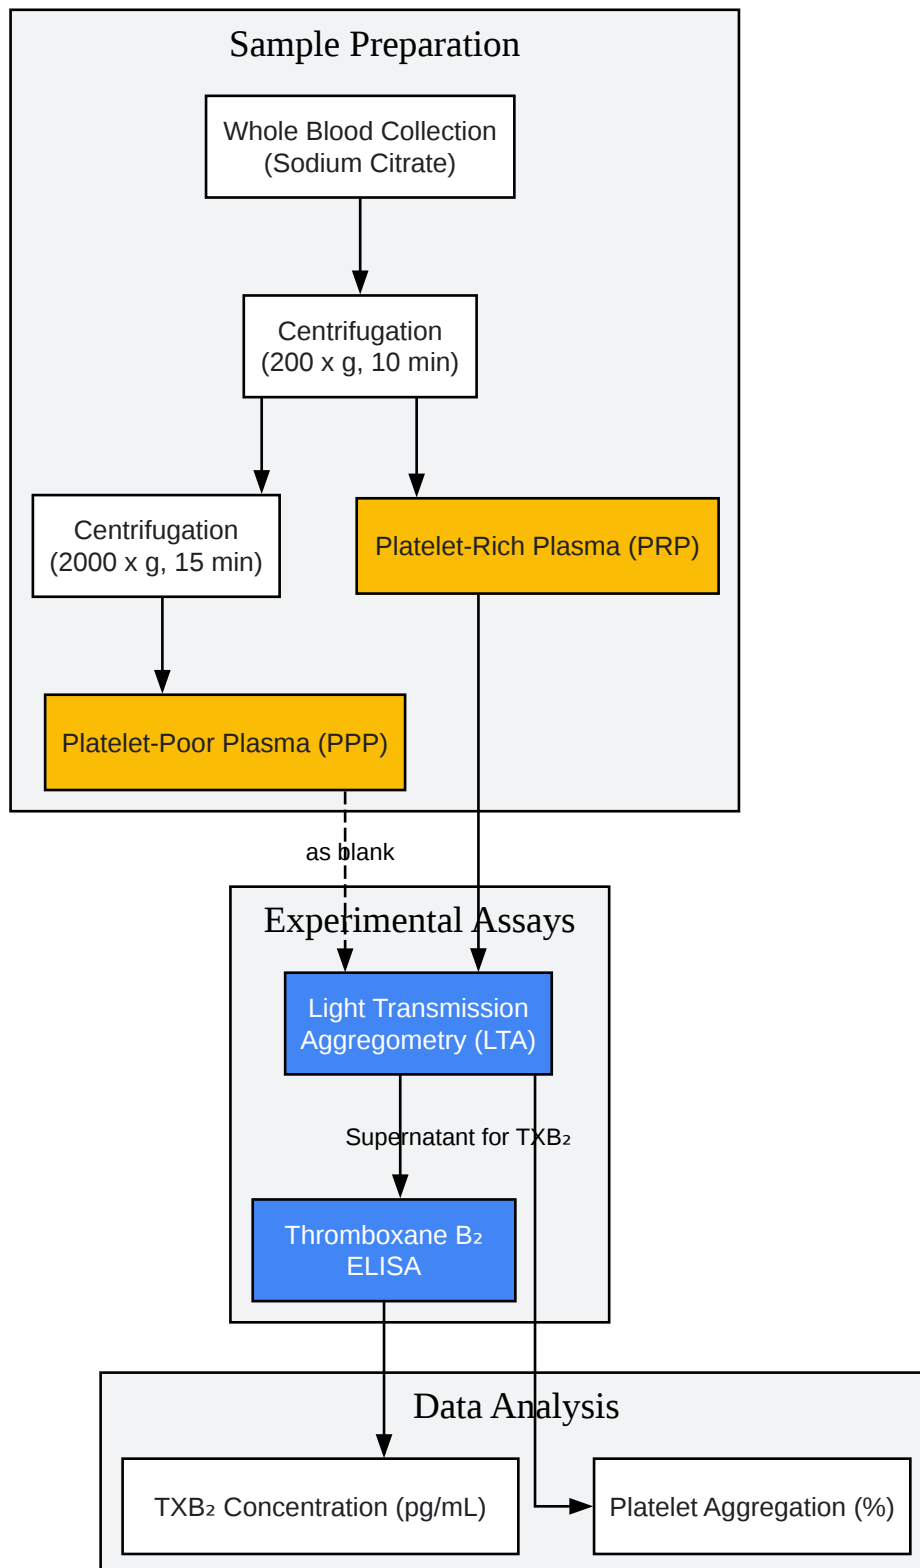 Sample Preparation
Whole Blood Collection
(Sodium Citrate)
Centrifugation
(200 x g, 10 min)
Centrifugation
(2000 x g, 15 min)
Platelet-Rich Plasma (PRP)
Platelet-Poor Plasma (PPP)
as blank
Experimental Assays
Light Transmission
Aggregometry (LTA)
Supernatant for TXB₂
Thromboxane B₂
ELISA
Data Analysis
TXB₂ Concentration (pg/mL)
Platelet Aggregation (%)